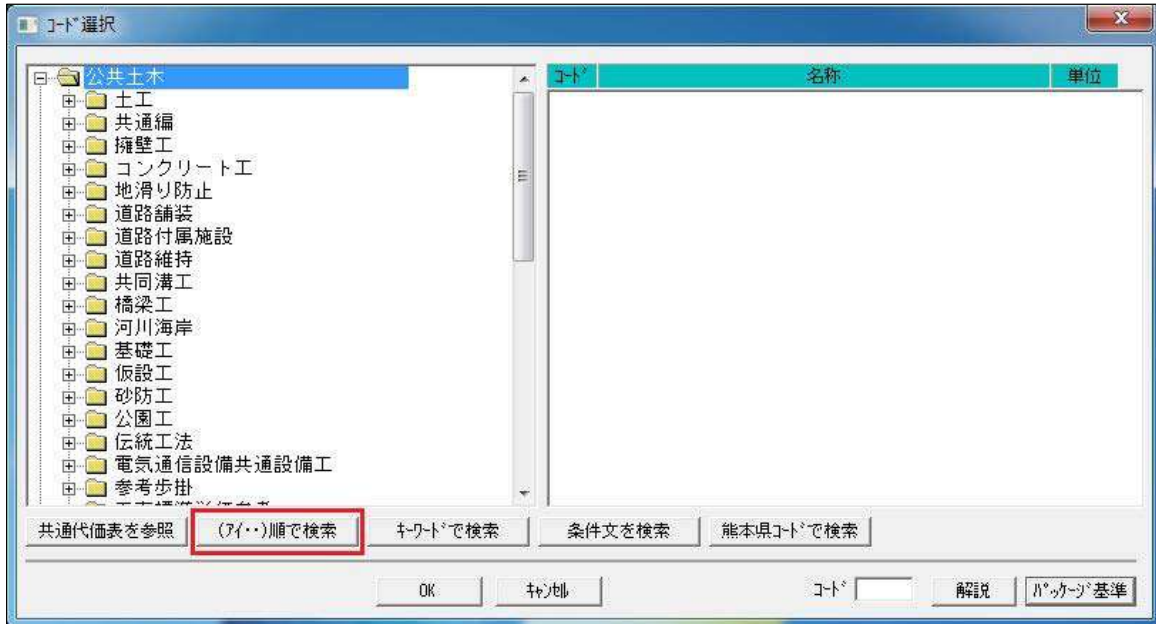 コード選択
公共土木
土工
共通編
擁壁工
コンクリート工
地滑り防止
道路舗装
道路付属施設
道路維持
共同溝工
橋梁工
河川海岸
基礎工
仮設工
砂防工
公園工
伝統工法
電気通信設備共通設備工
参考歩掛
コード 名称 単位
共通代価表を参照 (アイ・・)順で検索 キーワードで検索 条件文を検索 熊本県コードで検索
OK キャンセル コード 解説 パッケージ基準